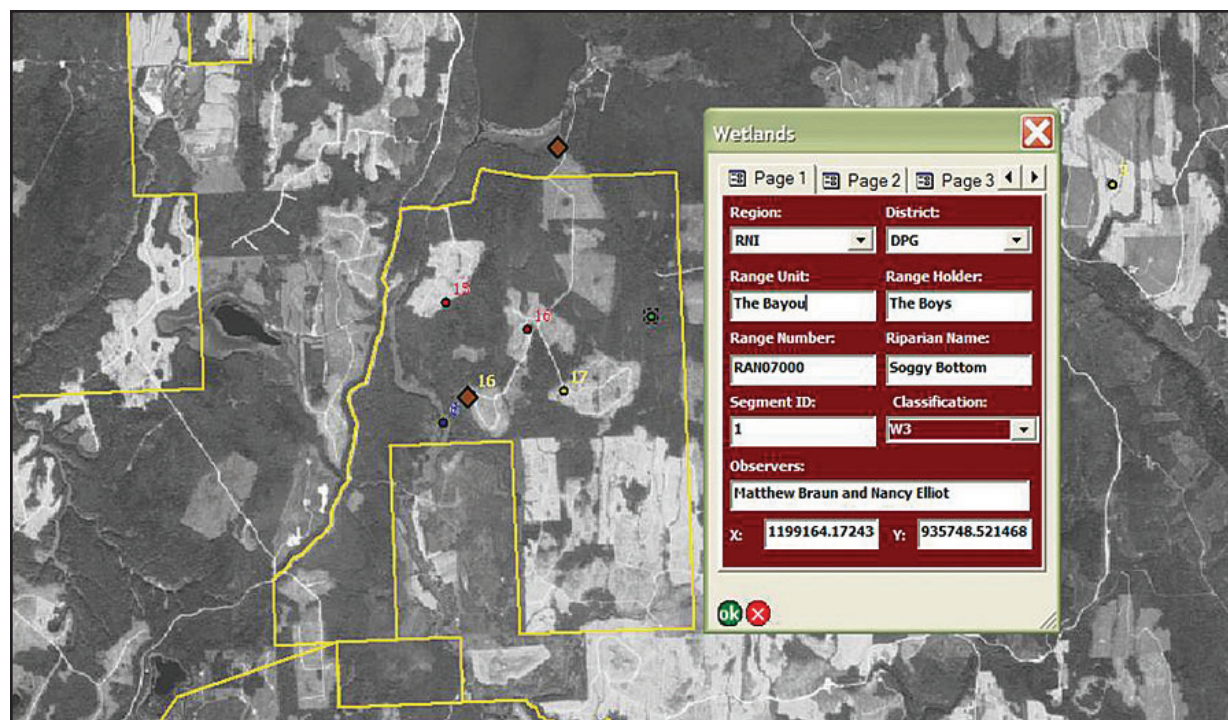 Wetlands
Page 1 Page 2 Page 3
Region: District:
RNI DPG
Range Unit: Range Holder:
The Bayou The Boys
Range Number: Riparian Name:
RAN07000 Soggy Bottom
Segment ID: Classification:
1 W3
Observers:
Matthew Braun and Nancy Elliot
X: 1199164.17243 Y: 935748.521468
ok
15
16
16
17